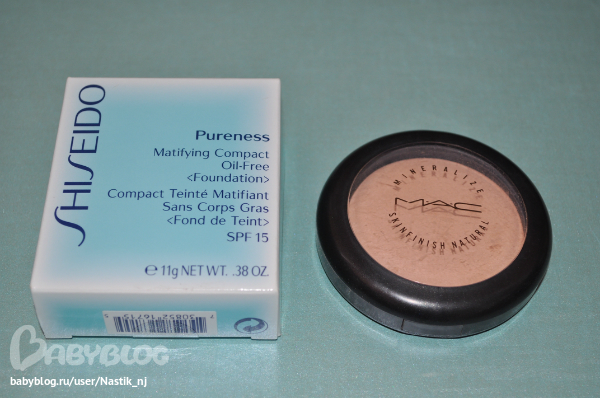 SHISEIDO
Pureness
Matifying Compact
Oil-Free
<Foundation>
Compact Teinté Matifiant
Sans Corps Gras
<Fond de Teint>
SPF 15
℮ 11g NET WT. .38 OZ.
MINERALIZE
MAC
SKINFINISH NATURAL
BABYBLOG
babyblog.ru/user/Nastik_nj